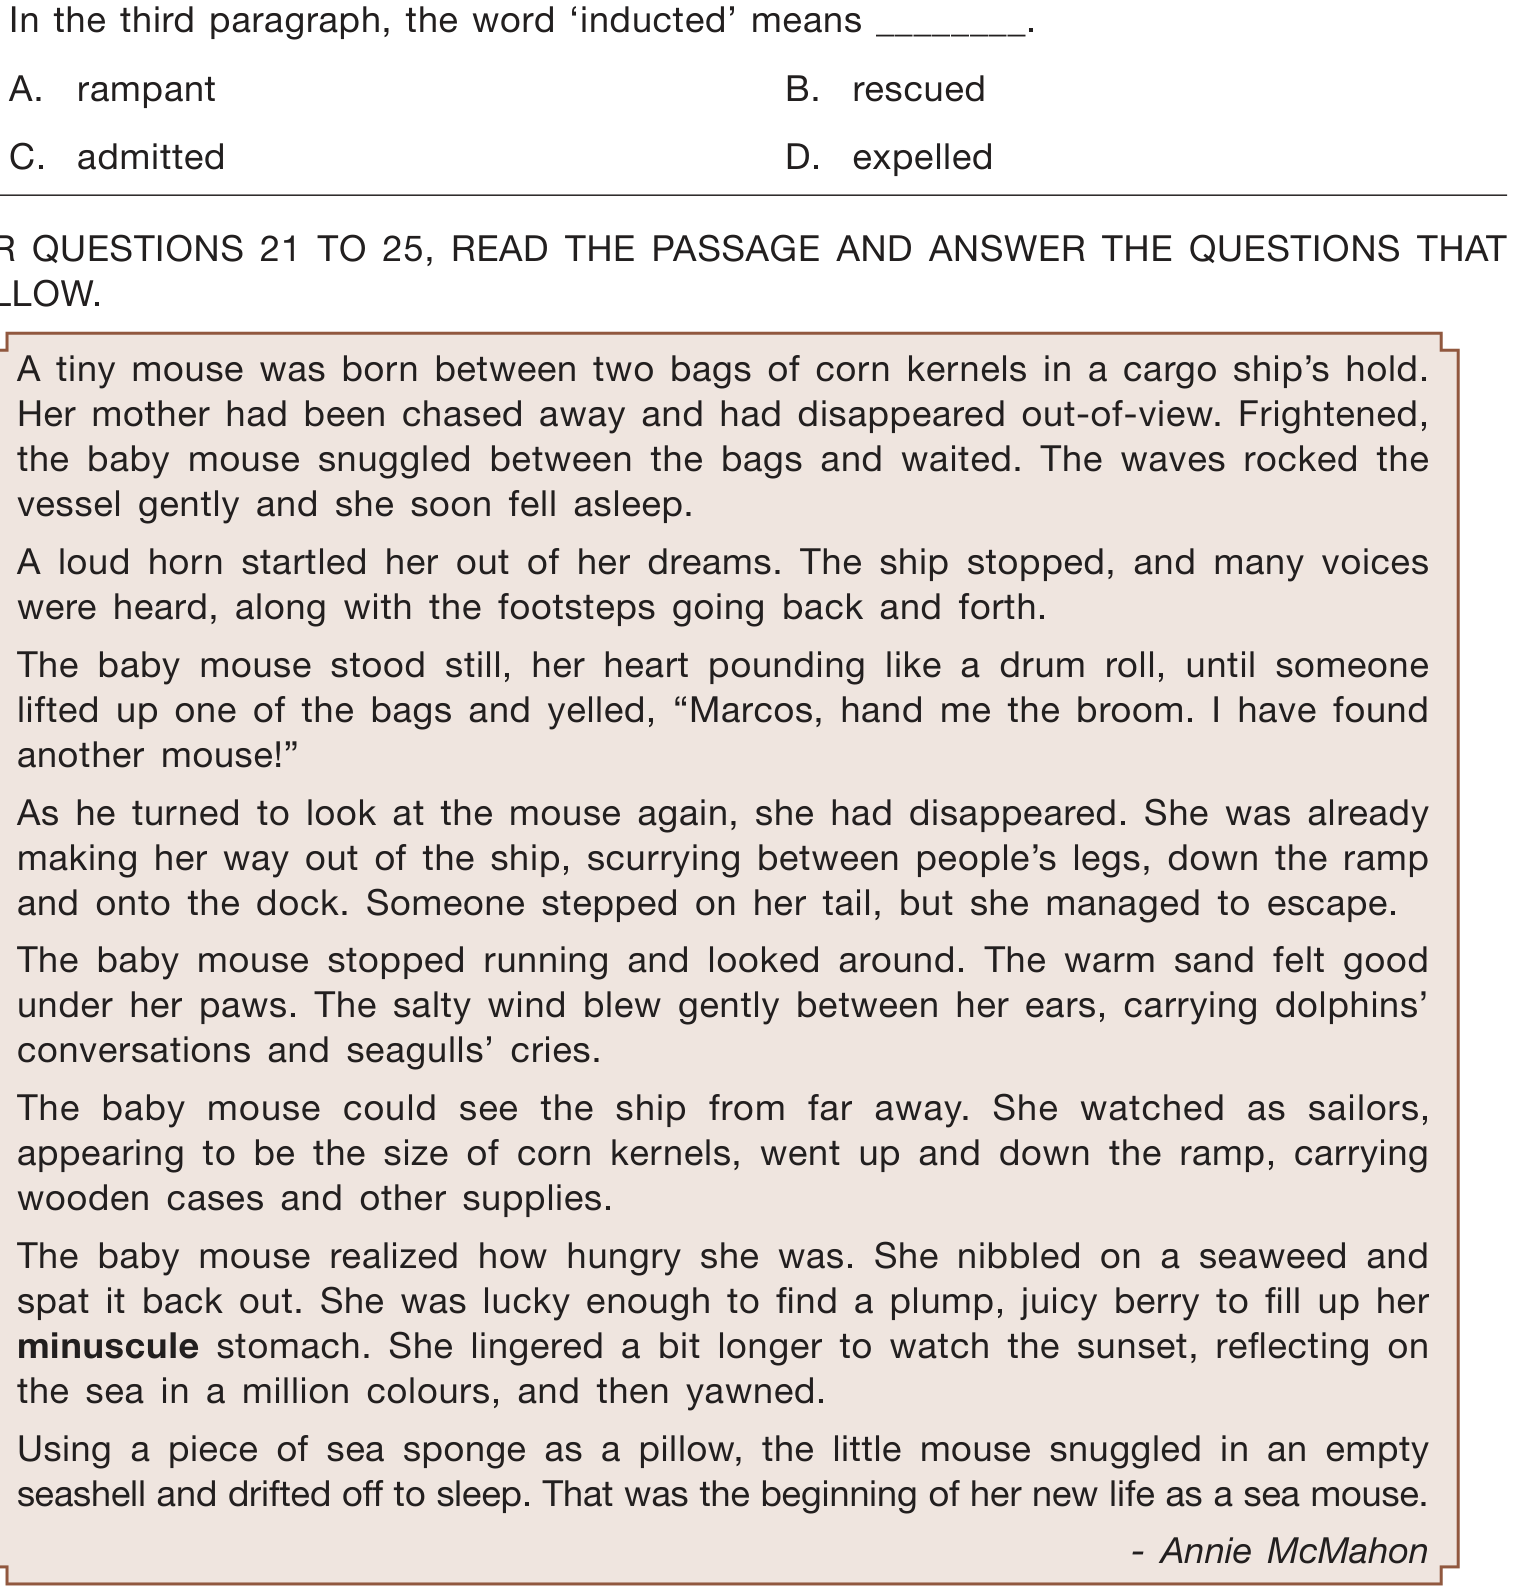 In the third paragraph, the word ‘inducted’ means ________.
A. rampant B. rescued
C. admitted D. expelled
R QUESTIONS 21 TO 25, READ THE PASSAGE AND ANSWER THE QUESTIONS THAT
LLOW.
A tiny mouse was born between two bags of corn kernels in a cargo ship’s hold.
Her mother had been chased away and had disappeared out-of-view. Frightened,
the baby mouse snuggled between the bags and waited. The waves rocked the
vessel gently and she soon fell asleep.
A loud horn startled her out of her dreams. The ship stopped, and many voices
were heard, along with the footsteps going back and forth.
The baby mouse stood still, her heart pounding like a drum roll, until someone
lifted up one of the bags and yelled, “Marcos, hand me the broom. I have found
another mouse!”
As he turned to look at the mouse again, she had disappeared. She was already
making her way out of the ship, scurrying between people’s legs, down the ramp
and onto the dock. Someone stepped on her tail, but she managed to escape.
The baby mouse stopped running and looked around. The warm sand felt good
under her paws. The salty wind blew gently between her ears, carrying dolphins’
conversations and seagulls’ cries.
The baby mouse could see the ship from far away. She watched as sailors,
appearing to be the size of corn kernels, went up and down the ramp, carrying
wooden cases and other supplies.
The baby mouse realized how hungry she was. She nibbled on a seaweed and
spat it back out. She was lucky enough to find a plump, juicy berry to fill up her
minuscule stomach. She lingered a bit longer to watch the sunset, reflecting on
the sea in a million colours, and then yawned.
Using a piece of sea sponge as a pillow, the little mouse snuggled in an empty
seashell and drifted off to sleep. That was the beginning of her new life as a sea mouse.
- Annie McMahon